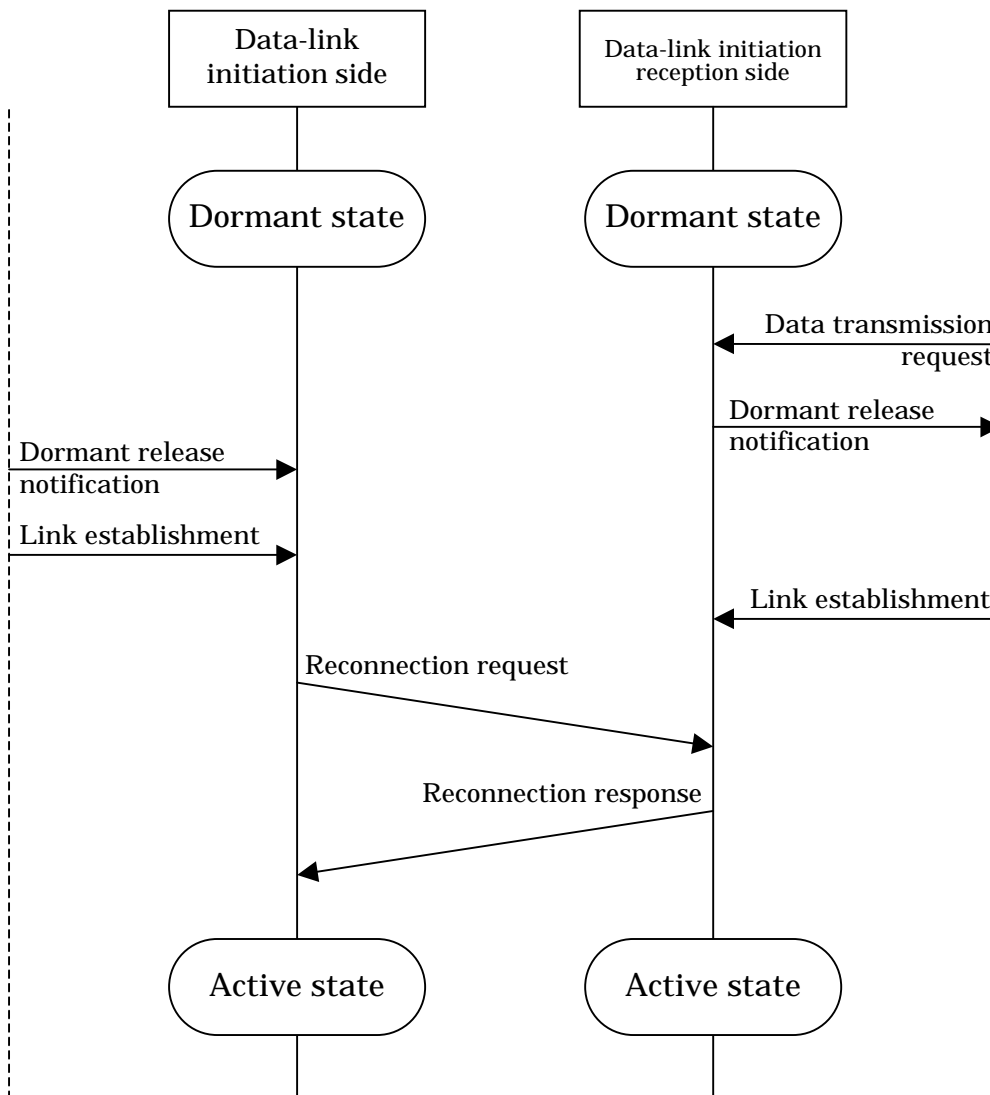 Data-link
initiation side
Data-link initiation
reception side
Dormant state
Dormant state
Data transmission
request
Dormant release
notification
Dormant release
notification
Link establishment
Link establishment
Reconnection request
Reconnection response
Active state
Active state